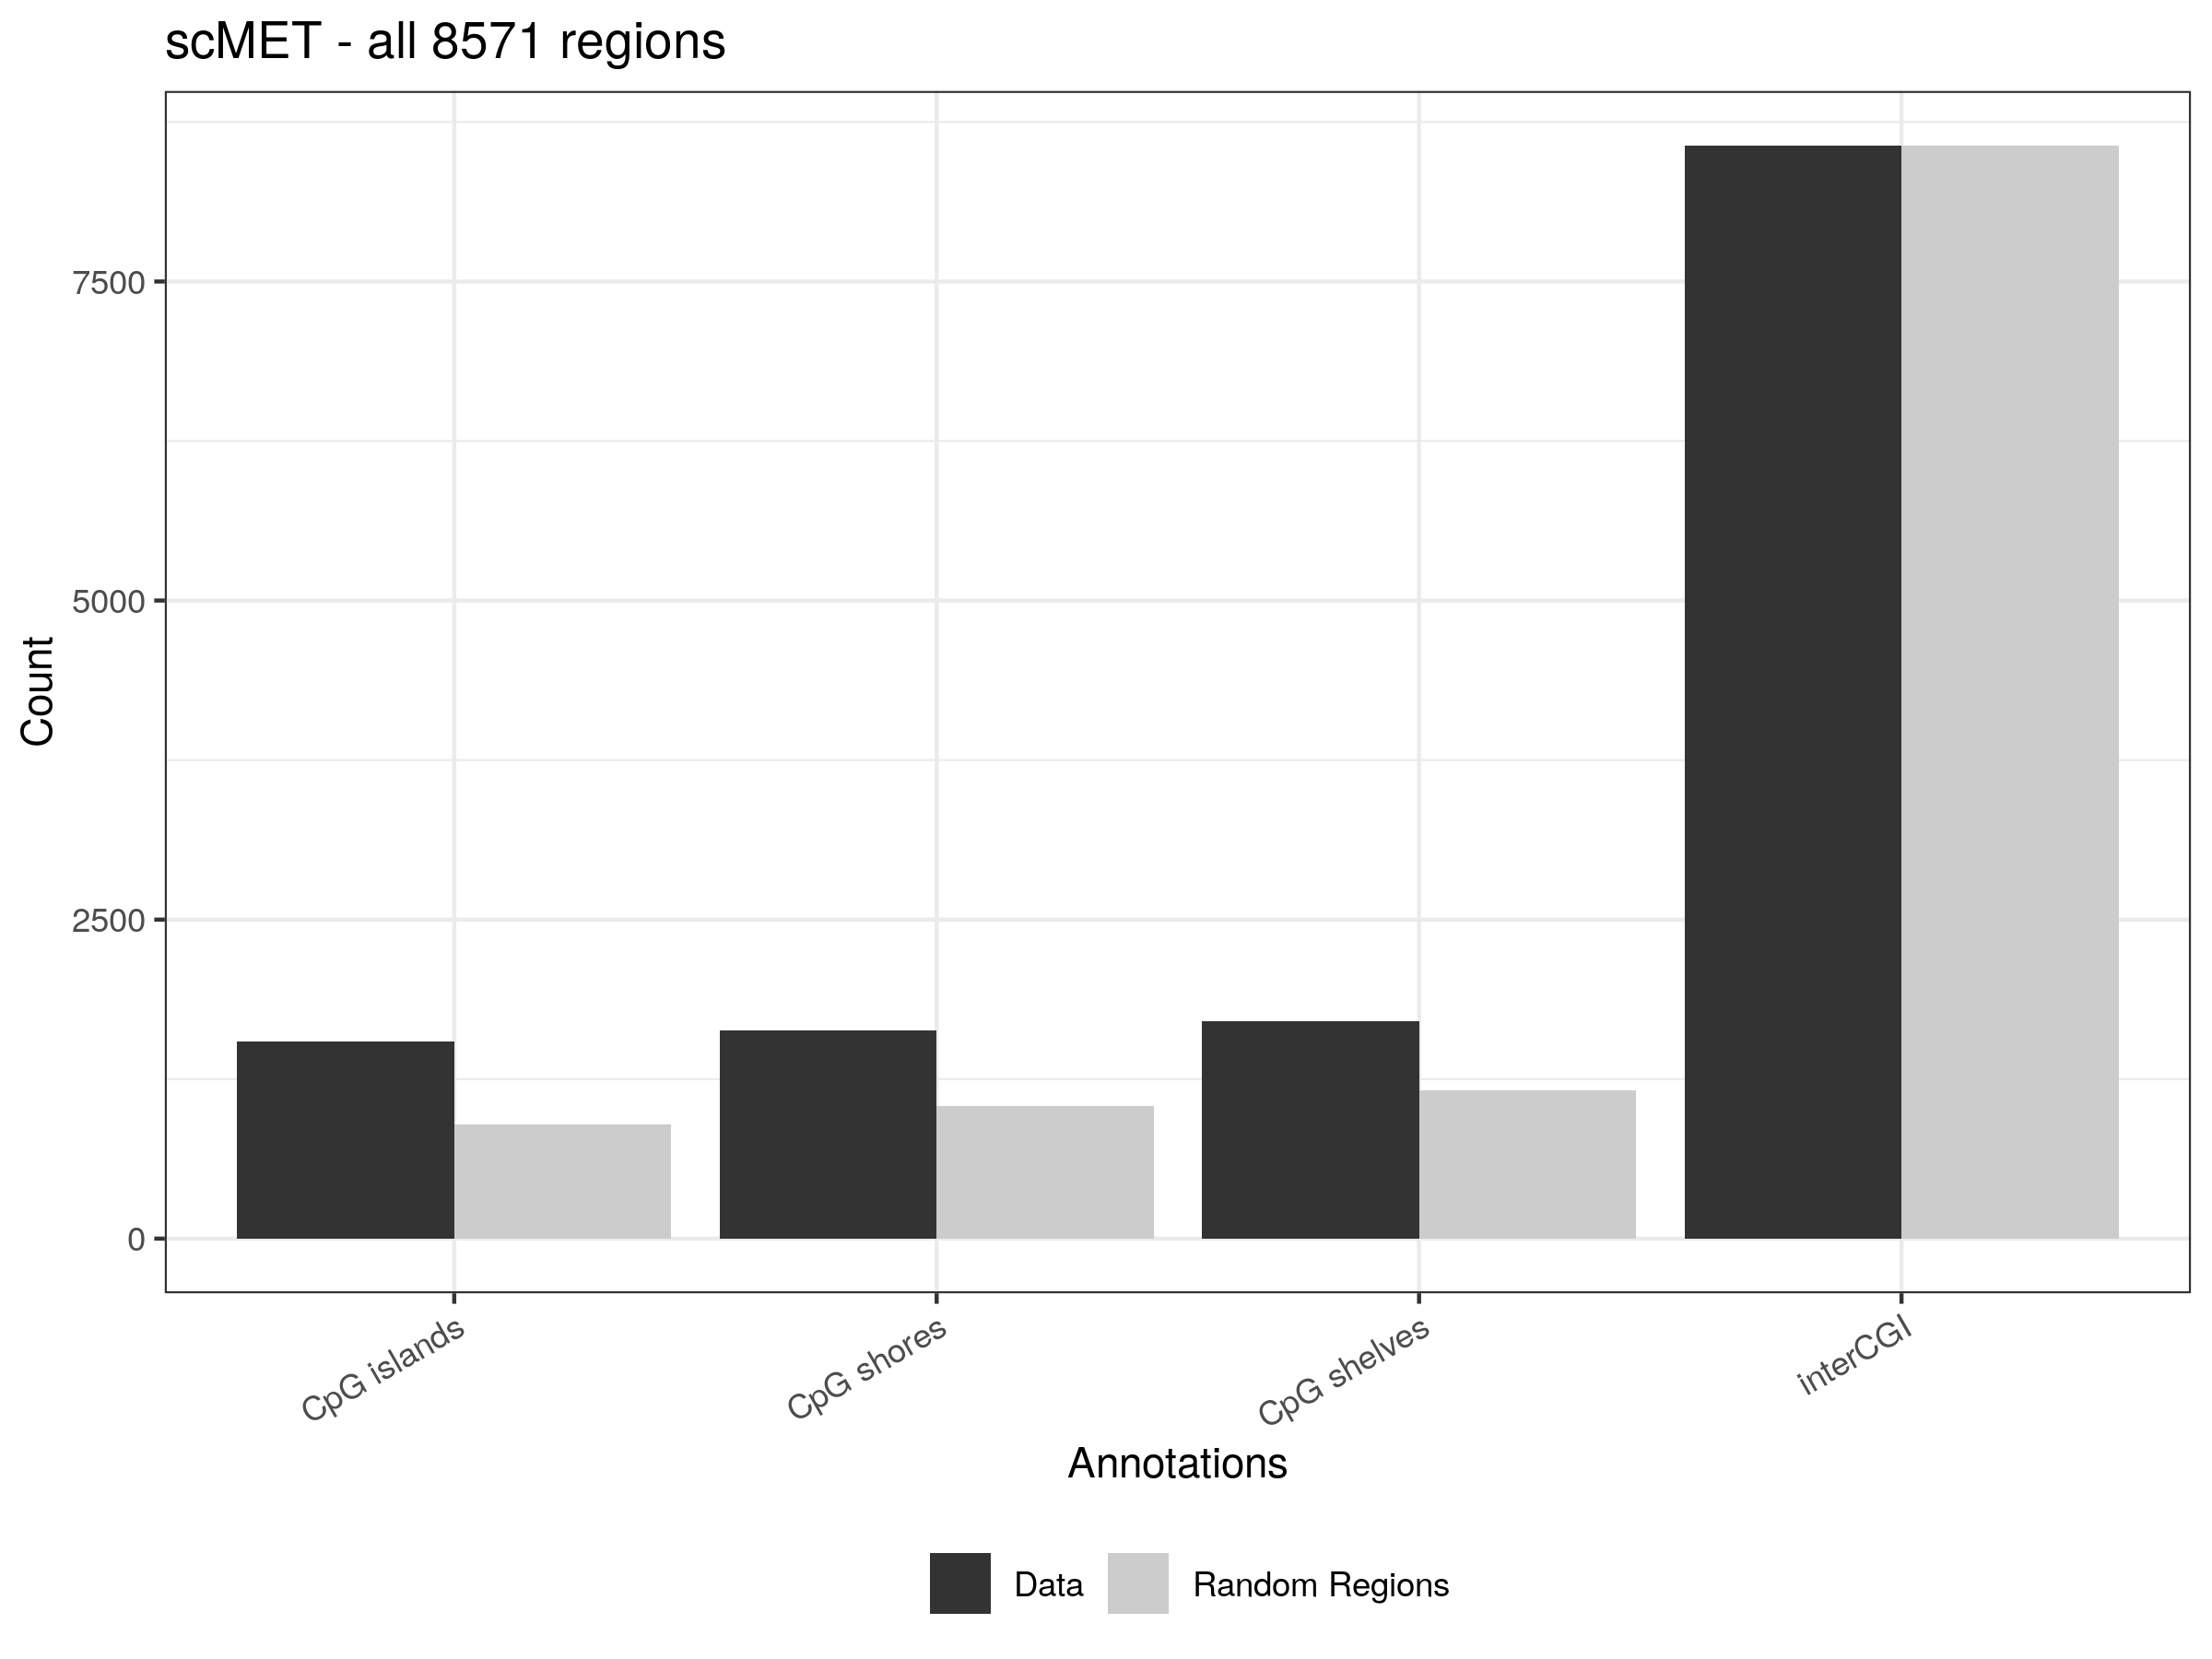 scMET - all 8571 regions
Count
7500
5000
2500
0
CpG islands
CpG shores
CpG shelves
interCGI
Annotations
Data
Random Regions